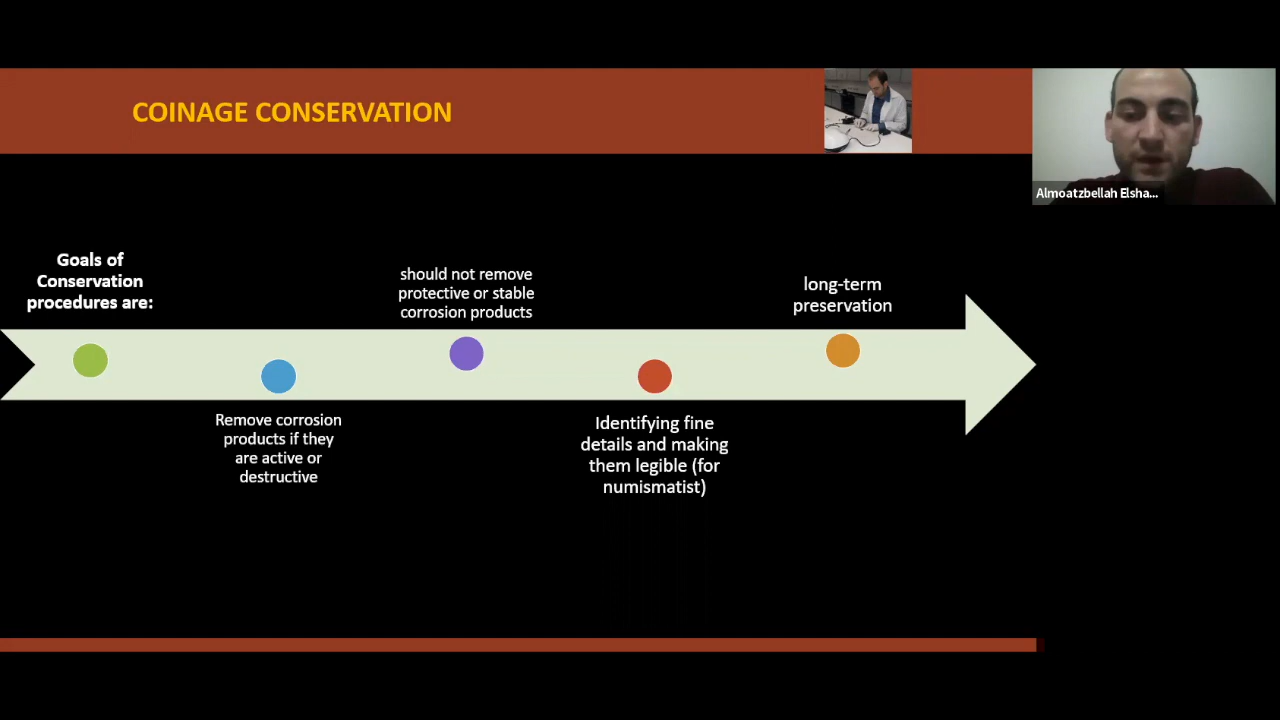 COINAGE CONSERVATION
Almoatzbellah Elsha...
Goals of
Conservation
procedures are:
Remove corrosion
products if they
are active or
destructive
should not remove
protective or stable
corrosion products
Identifying fine
details and making
them legible (for
numismatist)
long-term
preservation